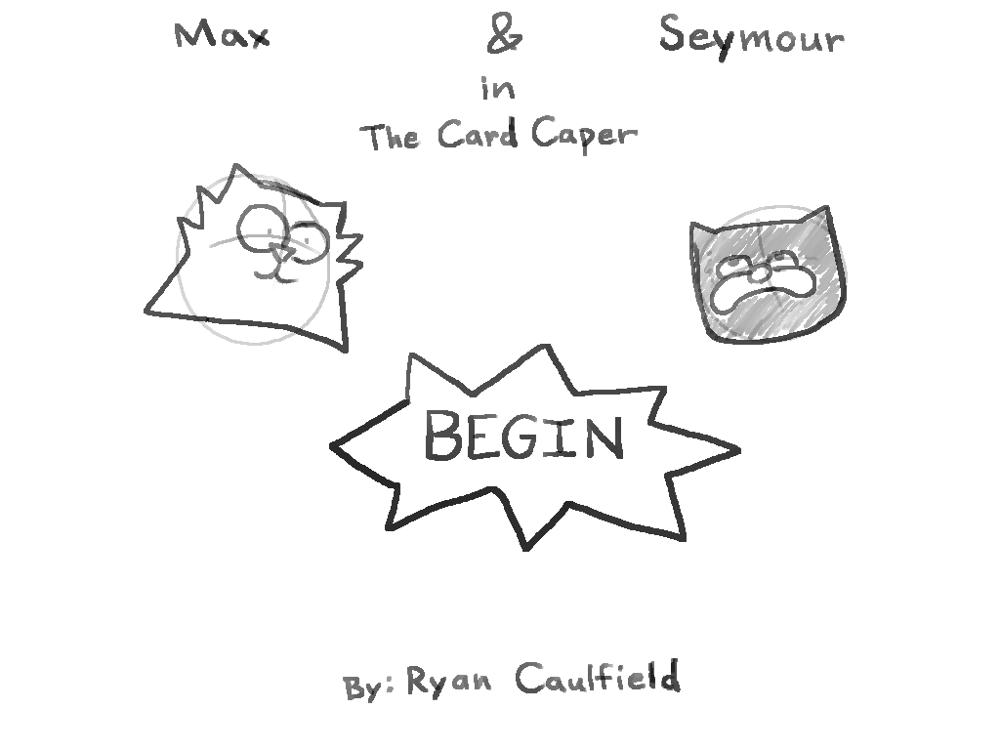 Max & Seymour
in
The Card Caper
BEGIN
By: Ryan Caulfield